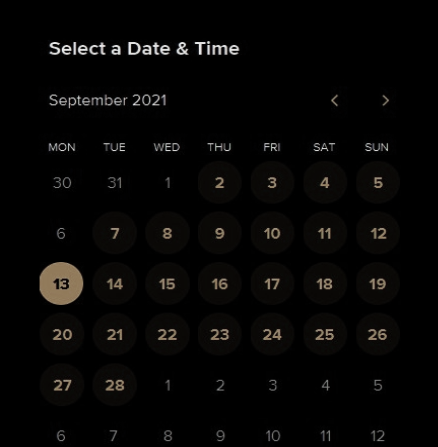 Select a Date & Time
September 2021
MON TUE WED THU FRI SAT SUN
30 31 1 2 3 4 5
6 7 8 9 10 11 12
13 14 15 16 17 18 19
20 21 22 23 24 25 26
27 28 1 2 3 4 5
6 7 8 9 10 11 12